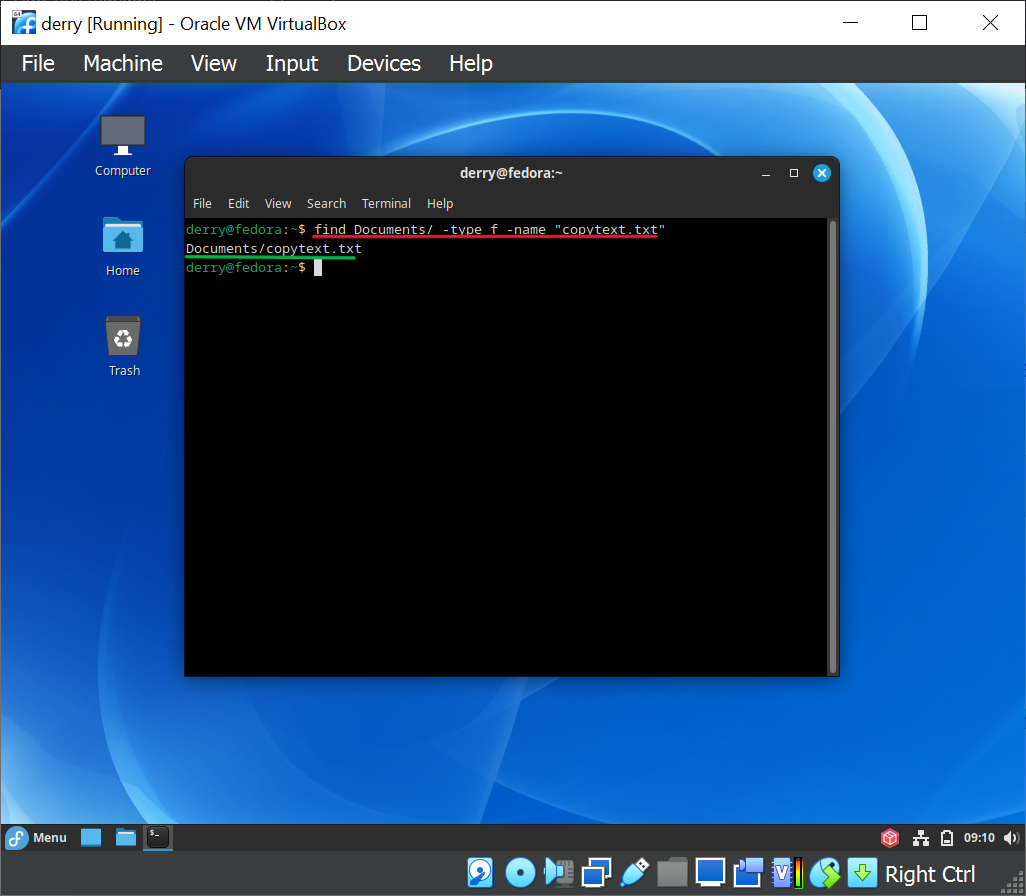 derry [Running] - Oracle VM VirtualBox
File Machine View Input Devices Help
Computer
Home
Trash
derry@fedora:~
File Edit View Search Terminal Help
derry@fedora:~$ find Documents/ -type f -name "copytext.txt"
Documents/copytext.txt
derry@fedora:~$
Menu
09:10
Right Ctrl